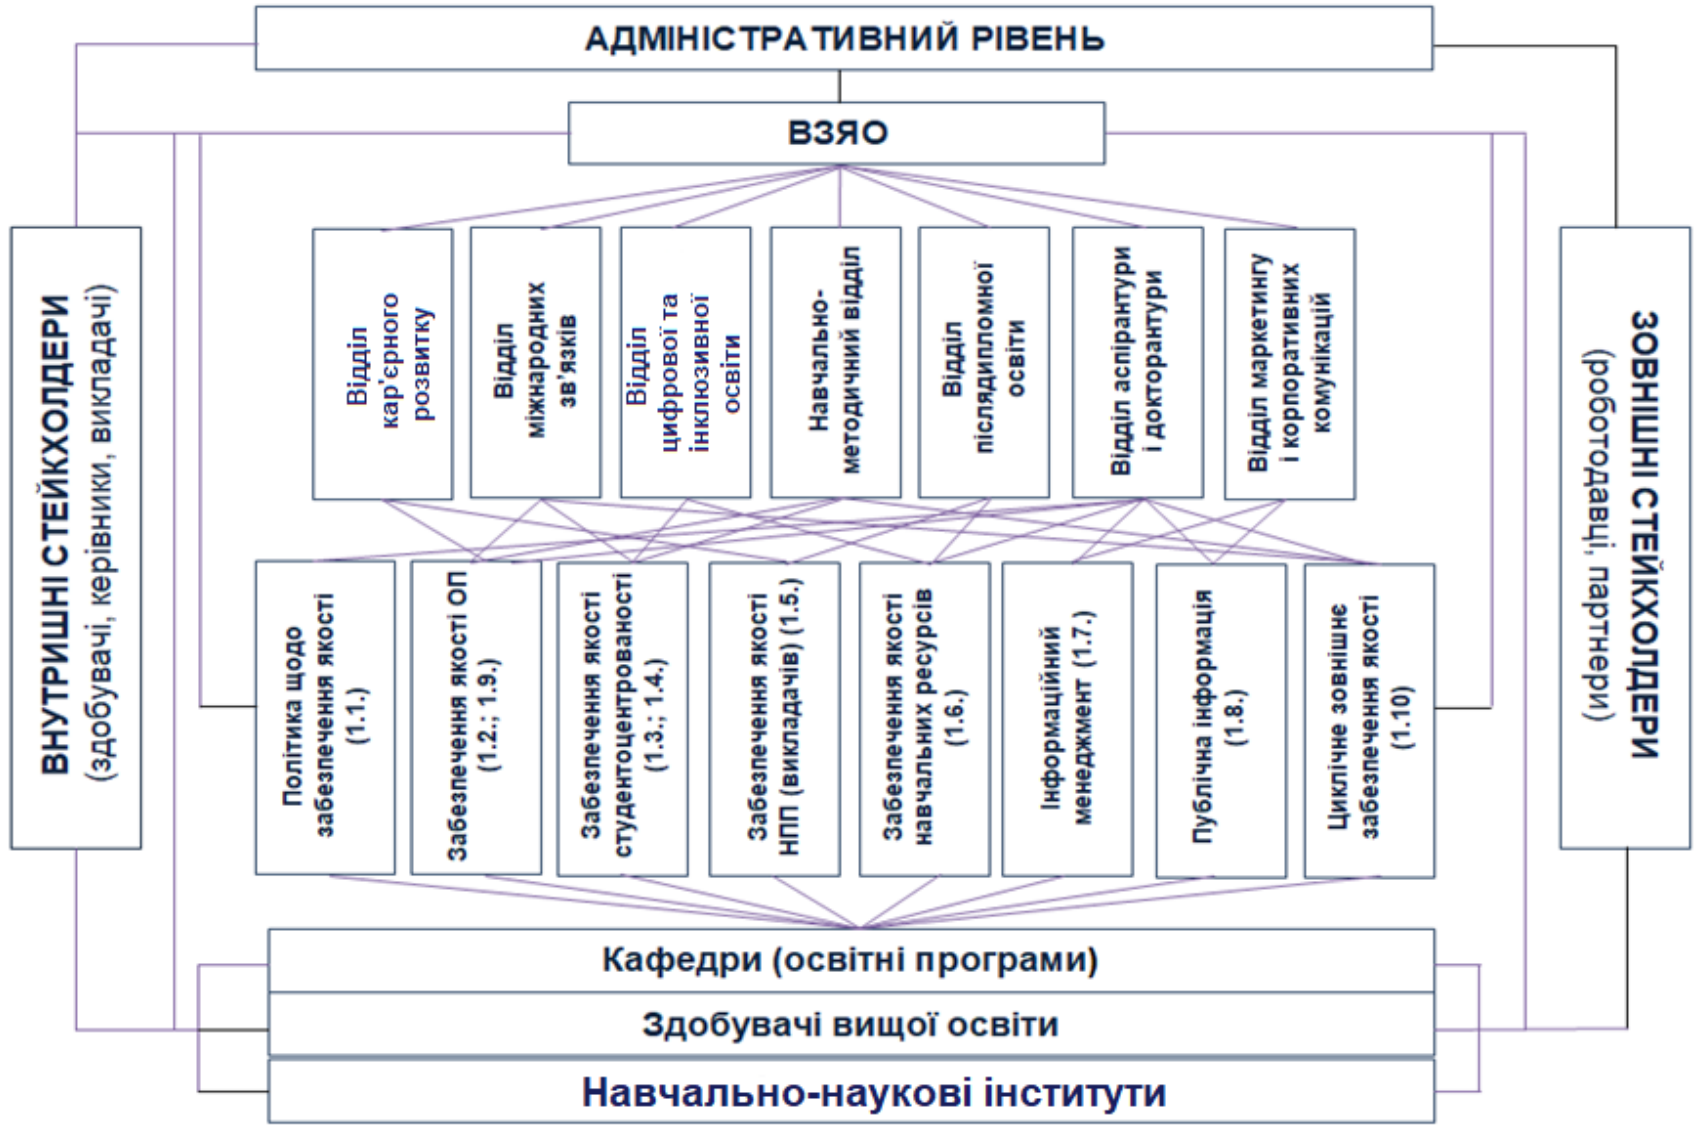 АДМІНІСТРАТИВНИЙ РІВЕНЬ
ВЗЯО
ВНУТРИШНІ СТЕЙКХОЛДЕРИ
(здобувачі, керівники, викладачі)
Відділ
кар'єрного
розвитку
Відділ
міжнародних
зв'язків
Відділ
цифрової та
інклюзивної
освіти
Навчально-
методичний відділ
Відділ
післядипломної
освіти
Відділ аспірантури
і докторантури
Відділ маркетингу
і корпоративних
комунікацій
ЗОВНІШНІ СТЕЙКХОЛДЕРИ
(роботодавці, партнери)
Політика щодо
забезпечення якості
(1.1.)
Забезпечення якості ОП
(1.2.; 1.9.)
Забезпечення якості
студентоцентрованості
(1.3.; 1.4.)
Забезпечення якості
НПП (викладачів) (1.5.)
Забезпечення якості
навчальних ресурсів
(1.6.)
Інформаційний
менеджмент (1.7.)
Публічна інформація
(1.8.)
Циклічне зовнішнє
забезпечення якості
(1.10)
Кафедри (освітні програми)
Здобувачі вищої освіти
Навчально-наукові інститути